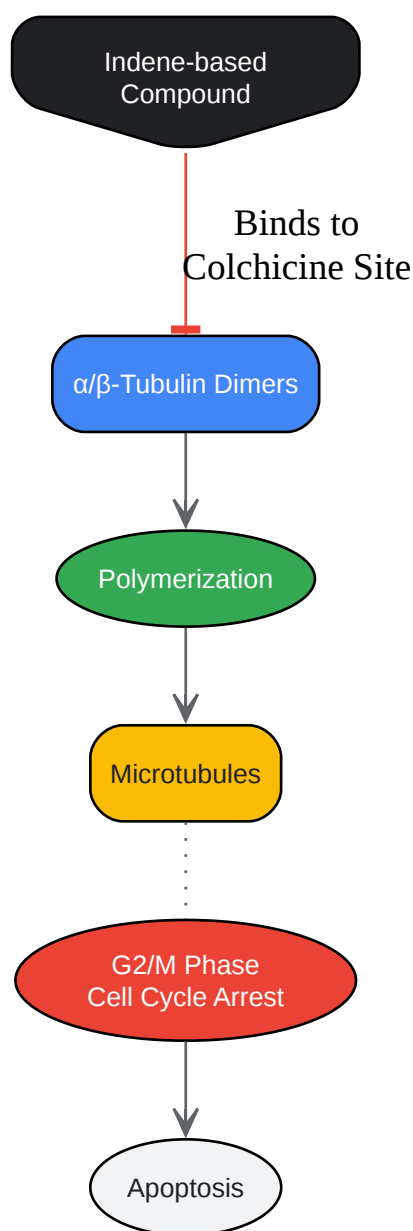 Indene-based
Compound
Binds to
Colchicine Site
α/β-Tubulin Dimers
Polymerization
Microtubules
G2/M Phase
Cell Cycle Arrest
Apoptosis